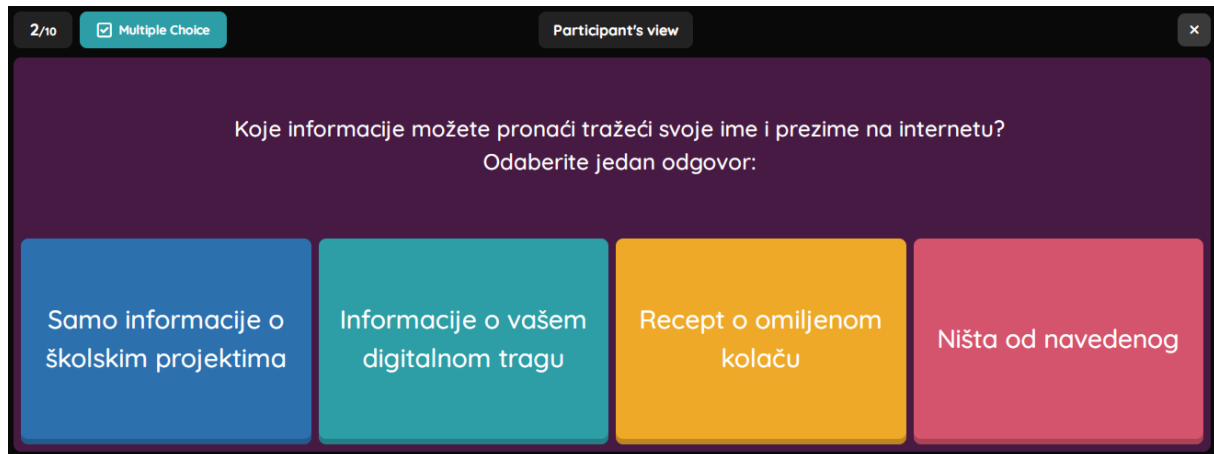 2/10
Multiple Choice
Participant's view
×
Koje informacije možete pronaći tražeći svoje ime i prezime na internetu?
Odaberite jedan odgovor:
Samo informacije o
školskim projektima
Informacije o vašem
digitalnom tragu
Recept o omiljenom
kolaču
Ništa od navedenog